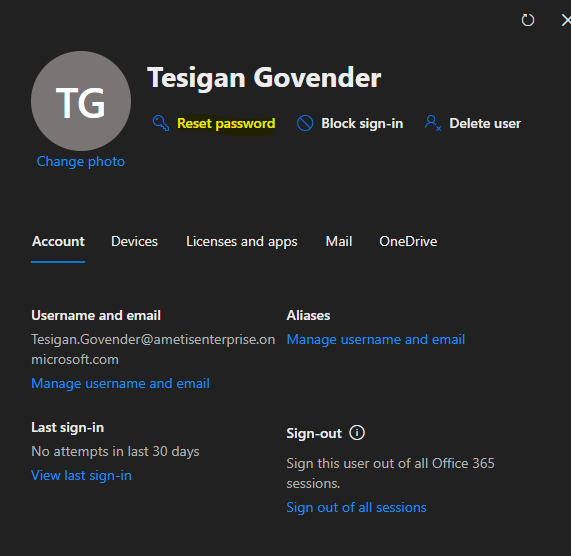 Tesigan Govender
TG
Reset password
Block sign-in
Delete user
Change photo
Account
Devices
Licenses and apps
Mail
OneDrive
Username and email
Tesigan.Govender@ametisenterprise.on
microsoft.com
Manage username and email
Aliases
Manage username and email
Last sign-in
No attempts in last 30 days
View last sign-in
Sign-out
Sign this user out of all Office 365
sessions.
Sign out of all sessions